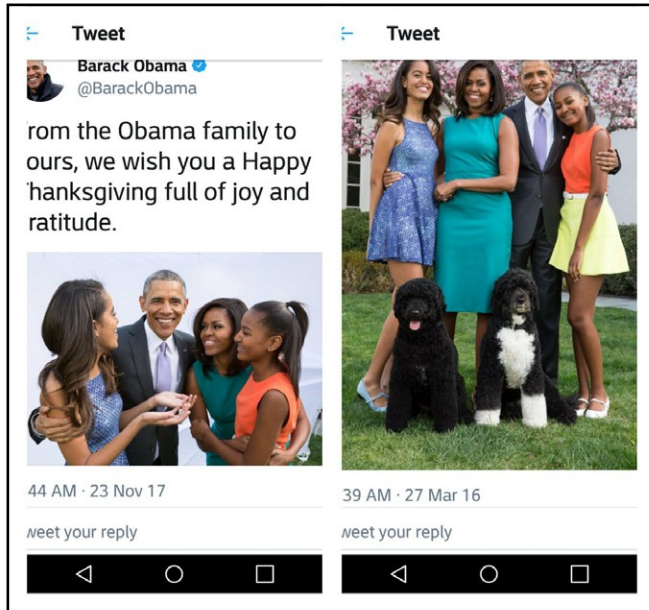 Tweet
Barack Obama
@BarackObama
rom the Obama family to
ours, we wish you a Happy
hanksgiving full of joy and
ratitude.
44 AM · 23 Nov 17
weet your reply
Tweet
39 AM · 27 Mar 16
weet your reply